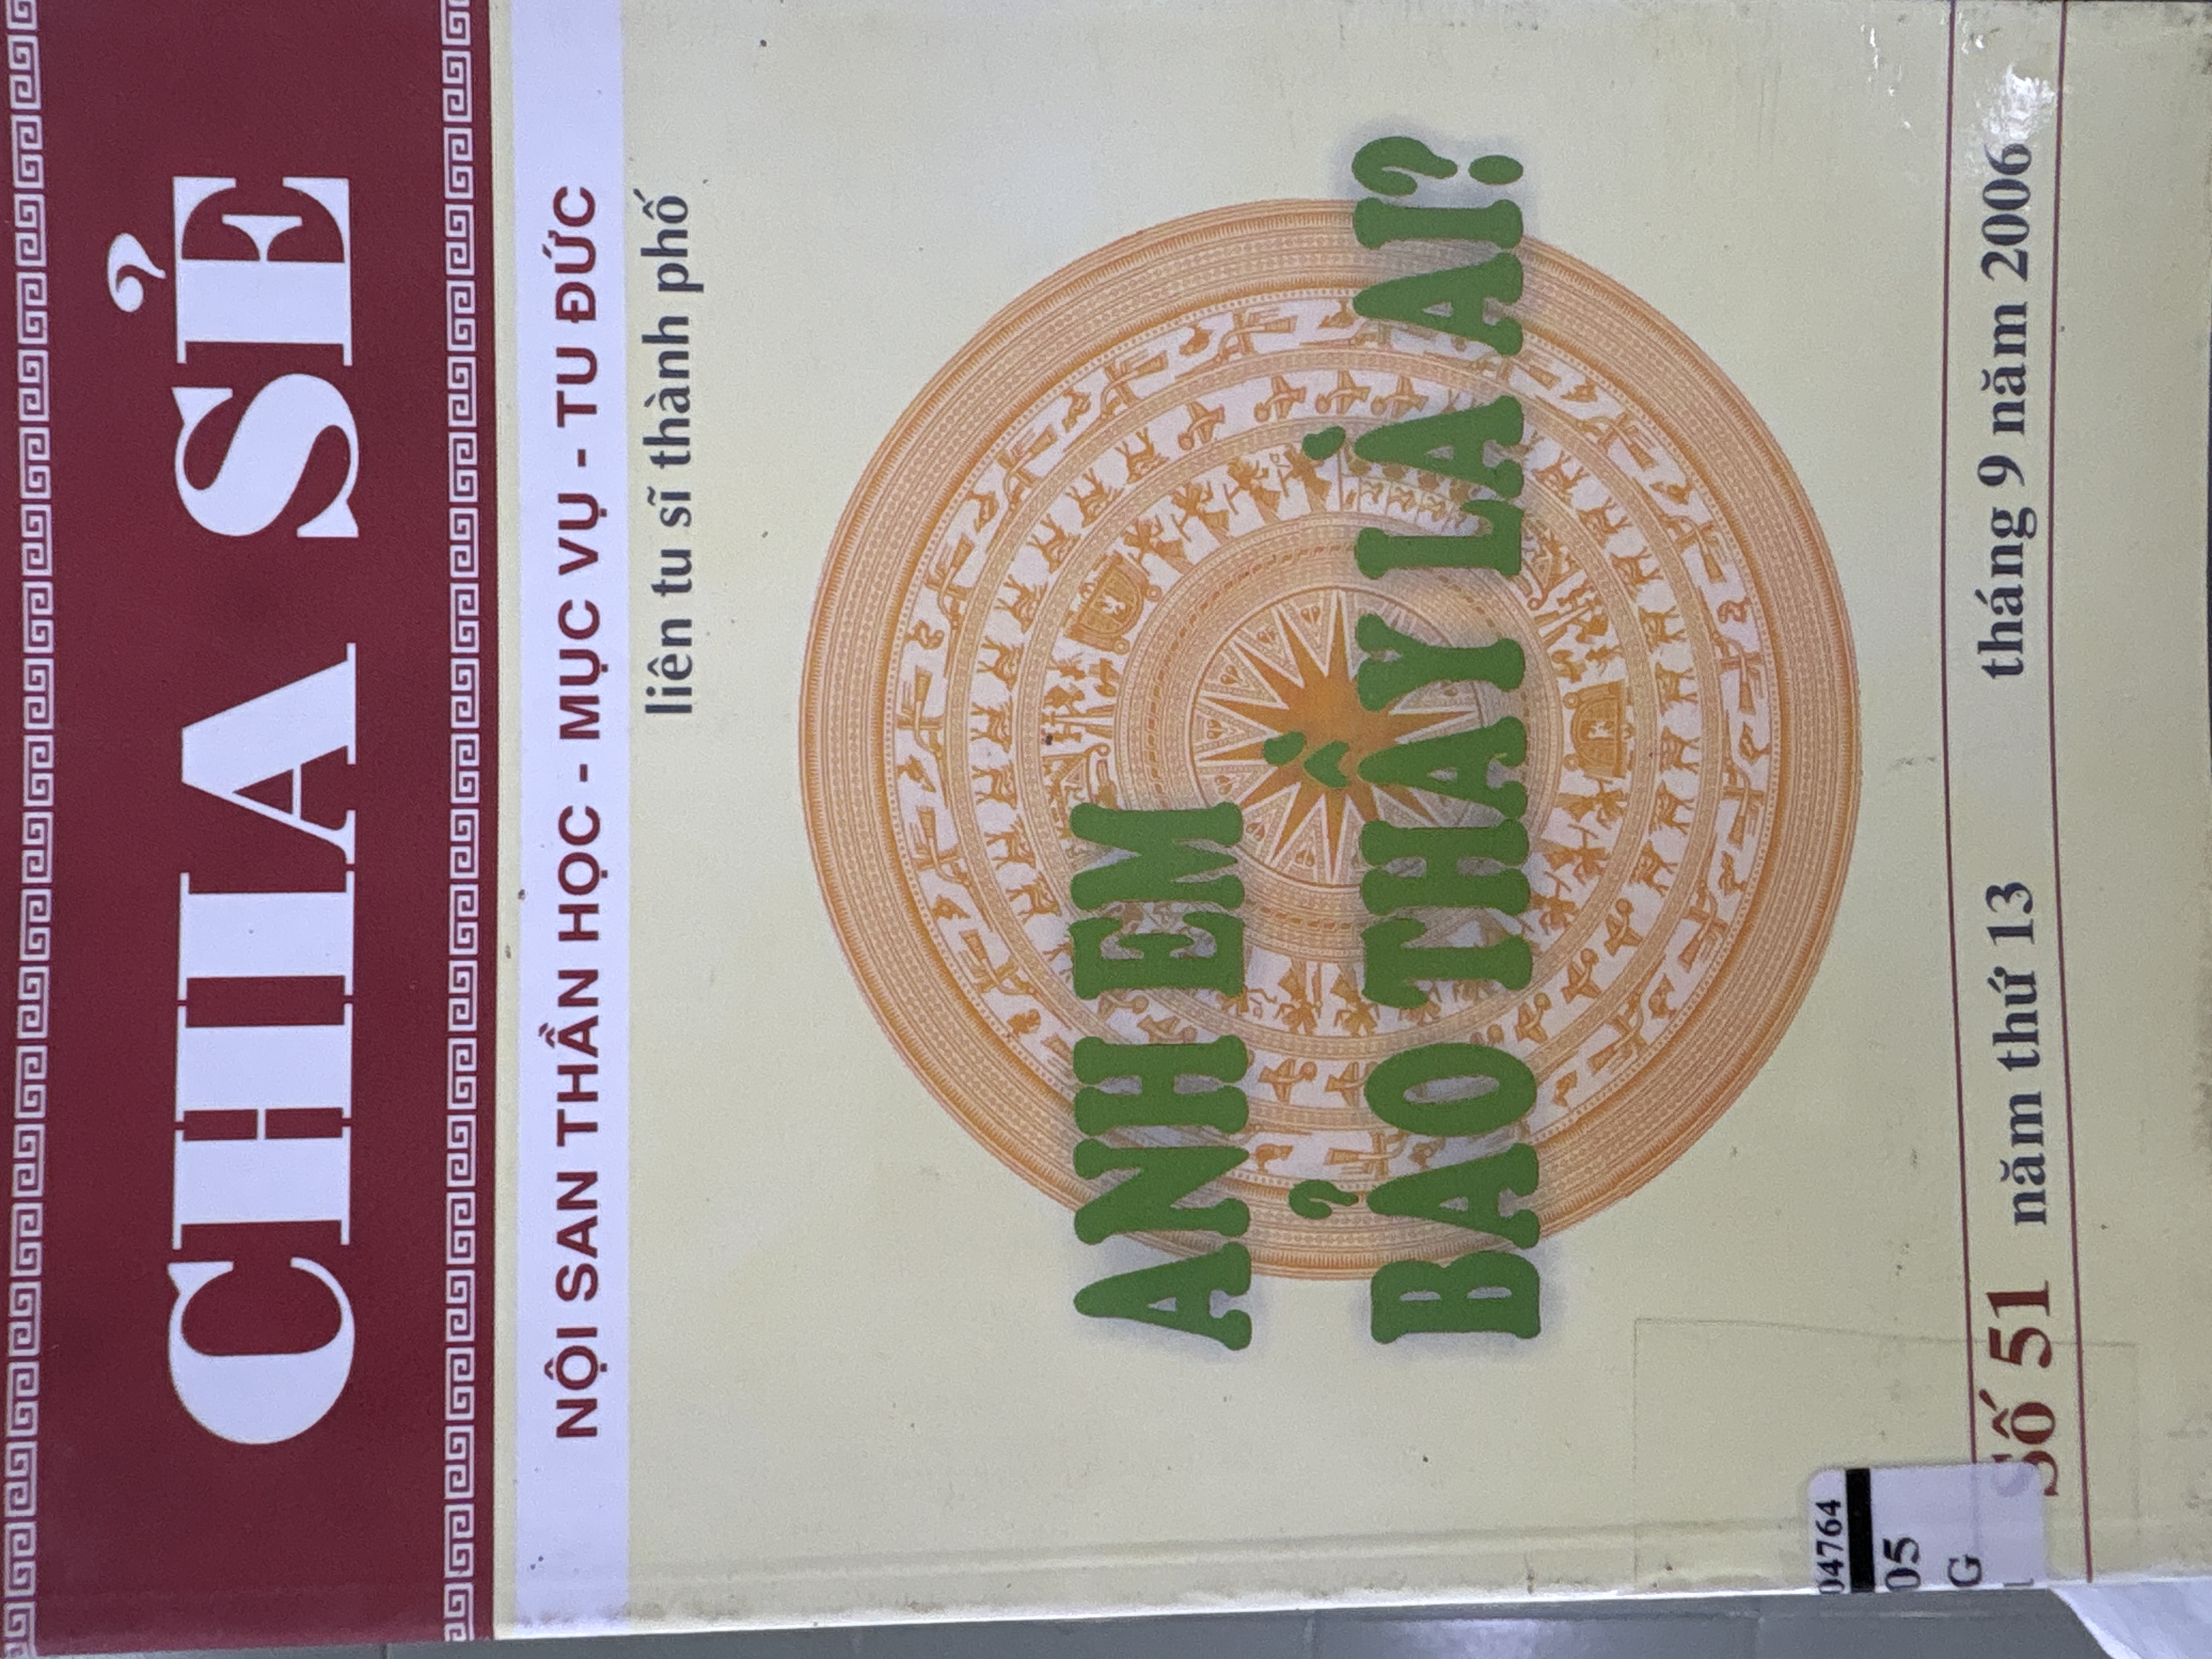 CHIA SẺ
NỘI SAN THẦN HỌC - MỤC VỤ - TU ĐỨC
liên tu sĩ thành phố
ANH EM
BẢO THẦY LÀ AI?
Số 51 năm thứ 13 tháng 9 năm 2006
04764
05
G